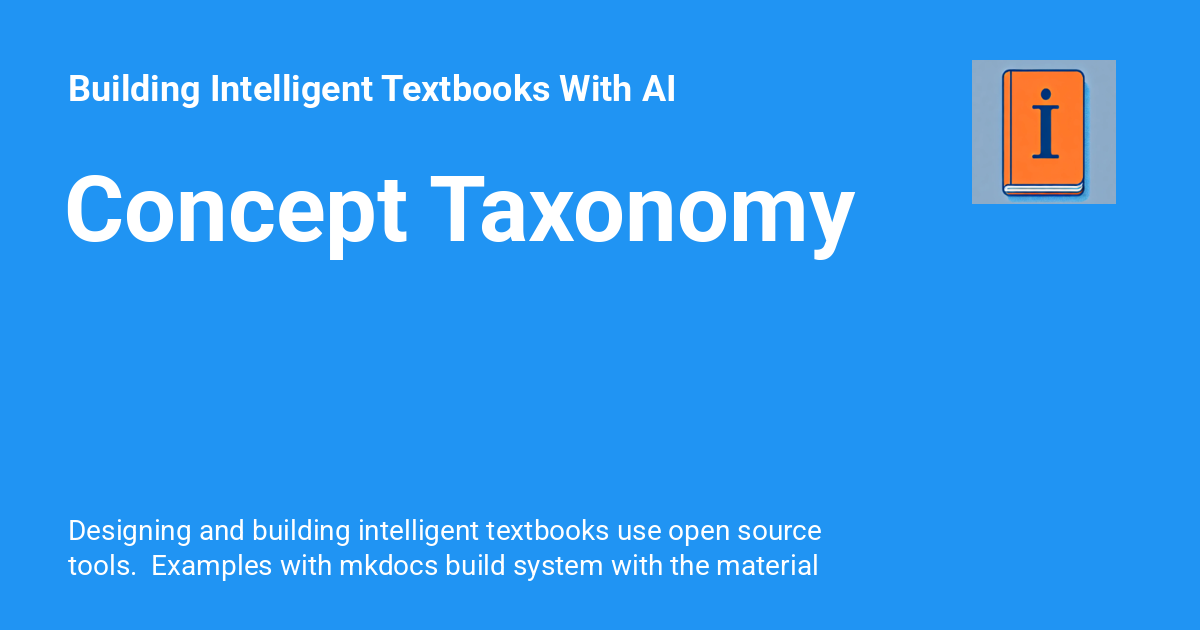 Building Intelligent Textbooks With AI
i
Concept Taxonomy
Designing and building intelligent textbooks use open source
tools.  Examples with mkdocs build system with the material